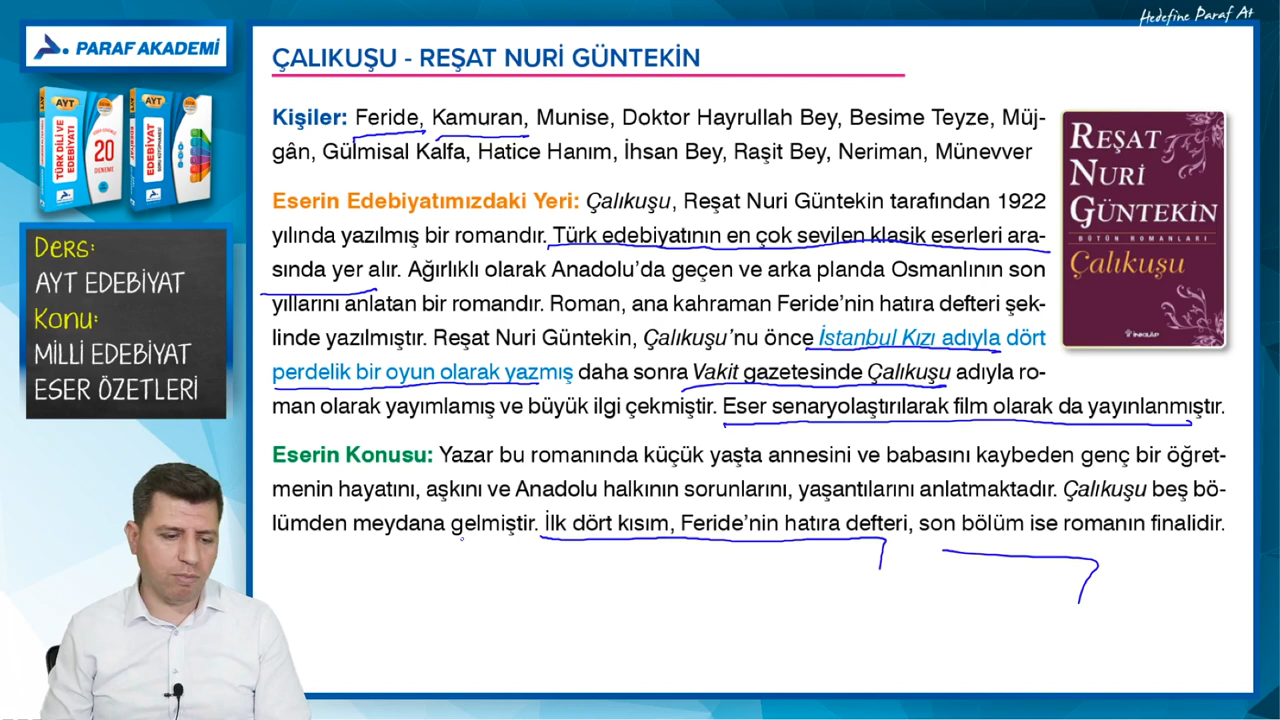 Hedefine Paraf At
PARAF AKADEMİ
ÇALIKUŞU - REŞAT NURİ GÜNTEKİN
Kişiler: Feride, Kamuran, Munise, Doktor Hayrullah Bey, Besime Teyze, Müj-
gân, Gülmisal Kalfa, Hatice Hanım, İhsan Bey, Raşit Bey, Neriman, Münevver
Eserin Edebiyatımızdaki Yeri: Çalıkuşu, Reşat Nuri Güntekin tarafından 1922
yılında yazılmış bir romandır. Türk edebiyatının en çok sevilen klasik eserleri ara-
sında yer alır. Ağırlıklı olarak Anadolu’da geçen ve arka planda Osmanlının son
yıllarını anlatan bir romandır. Roman, ana kahraman Feride’nin hatıra defteri şek-
linde yazılmıştır. Reşat Nuri Güntekin, Çalıkuşu’nu önce İstanbul Kızı adıyla dört
perdelik bir oyun olarak yazmış daha sonra Vakit gazetesinde Çalıkuşu adıyla ro-
man olarak yayımlamış ve büyük ilgi çekmiştir. Eser senaryolaştırılarak film olarak da yayınlanmıştır.
Eserin Konusu: Yazar bu romanında küçük yaşta annesini ve babasını kaybeden genç bir öğret-
menin hayatını, aşkını ve Anadolu halkının sorunlarını, yaşantılarını anlatmaktadır. Çalıkuşu beş bö-
lümden meydana gelmiştir. İlk dört kısım, Feride’nin hatıra defteri, son bölüm ise romanın finalidir.
REŞAT
NURİ
GÜNTEKİN
BÜTÜN ROMANLARI
Çalıkuşu
İNKILÂP
AYT
TÜRK DİLİ VE
EDEBİYATI
20
DENEME
AYT
EDEBİYAT
SORU KÜTÜPHANESİ
Ders:
AYT EDEBİYAT
Konu:
MİLLİ EDEBİYAT
ESER ÖZETLERİ